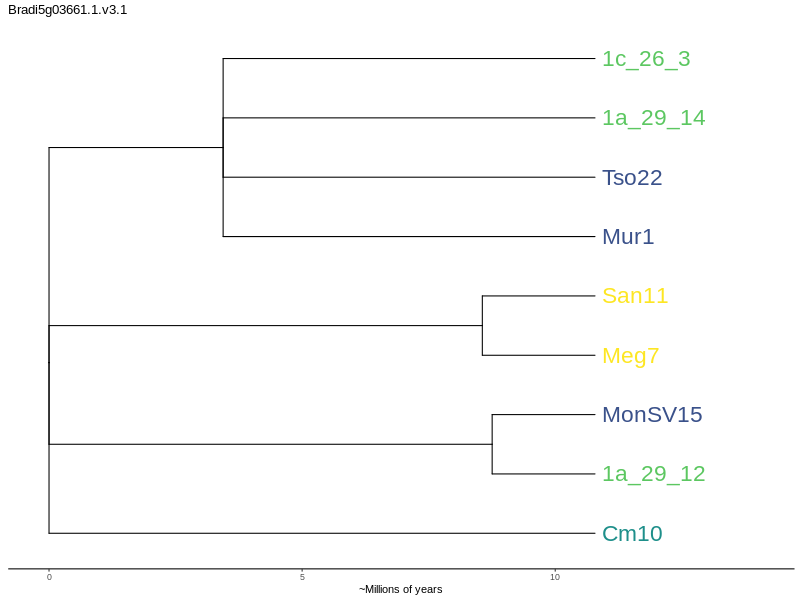 Bradi5g03661.1.v3.1
1c_26_3
1a_29_14
Tso22
Mur1
San11
Meg7
MonSV15
1a_29_12
Cm10
0 5 10
~Millions of years